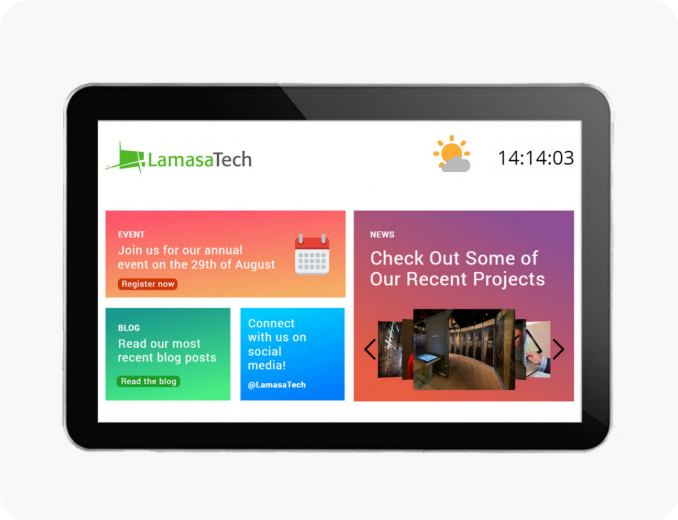 LamasaTech
14:14:03
EVENT
Join us for our annual
event on the 29th of August
Register now
NEWS
Check Out Some of
Our Recent Projects
BLOG
Read our most
recent blog posts
Read the blog
Connect
with us on
social
media!
@LamasaTech